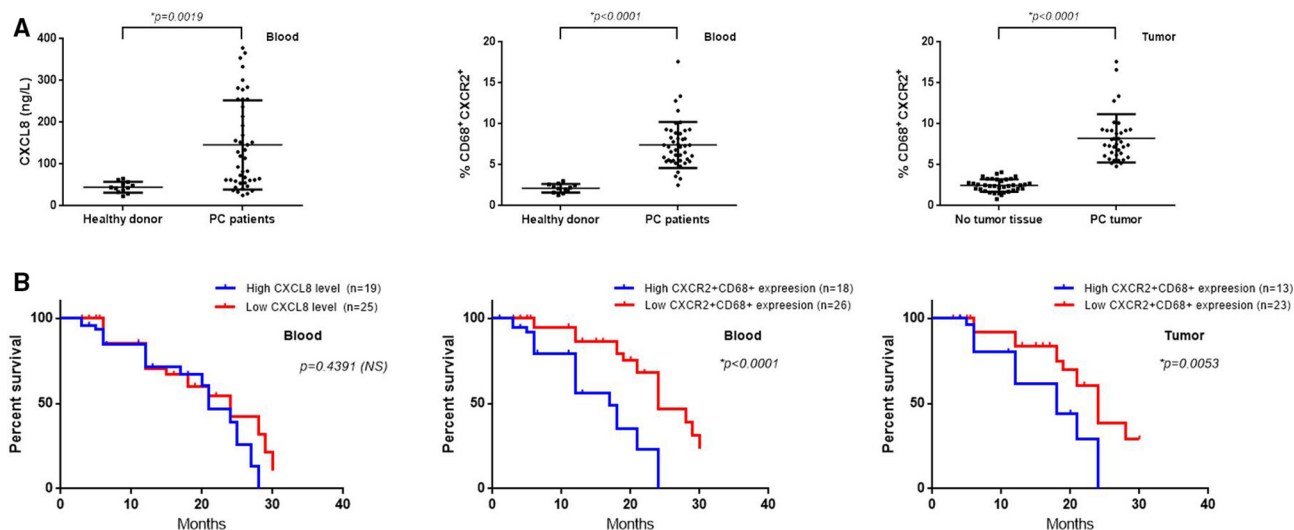 A
*p=0.0019
Blood
CXCL8 (ng/L)
400
300
200
100
0
Healthy donor
PC patients
*p<0.0001
Blood
% CD68⁺CXCR2⁺
20
15
10
5
0
Healthy donor
PC patients
*p<0.0001
Tumor
% CD68⁺CXCR2⁺
20
15
10
5
0
No tumor tissue
PC tumor
B
High CXCL8 level (n=19)
Low CXCL8 level (n=25)
Blood
p=0.4391 (NS)
Percent survival
100
50
0
0 10 20 30 40
Months
High CXCR2+CD68+ expreesion (n=18)
Low CXCR2+CD68+ expreesion (n=26)
Blood
*p<0.0001
Percent survival
100
50
0
0 10 20 30 40
Months
High CXCR2+CD68+ expreesion (n=13)
Low CXCR2+CD68+ expreesion (n=23)
Tumor
*p=0.0053
Percent survival
100
50
0
0 10 20 30 40
Months